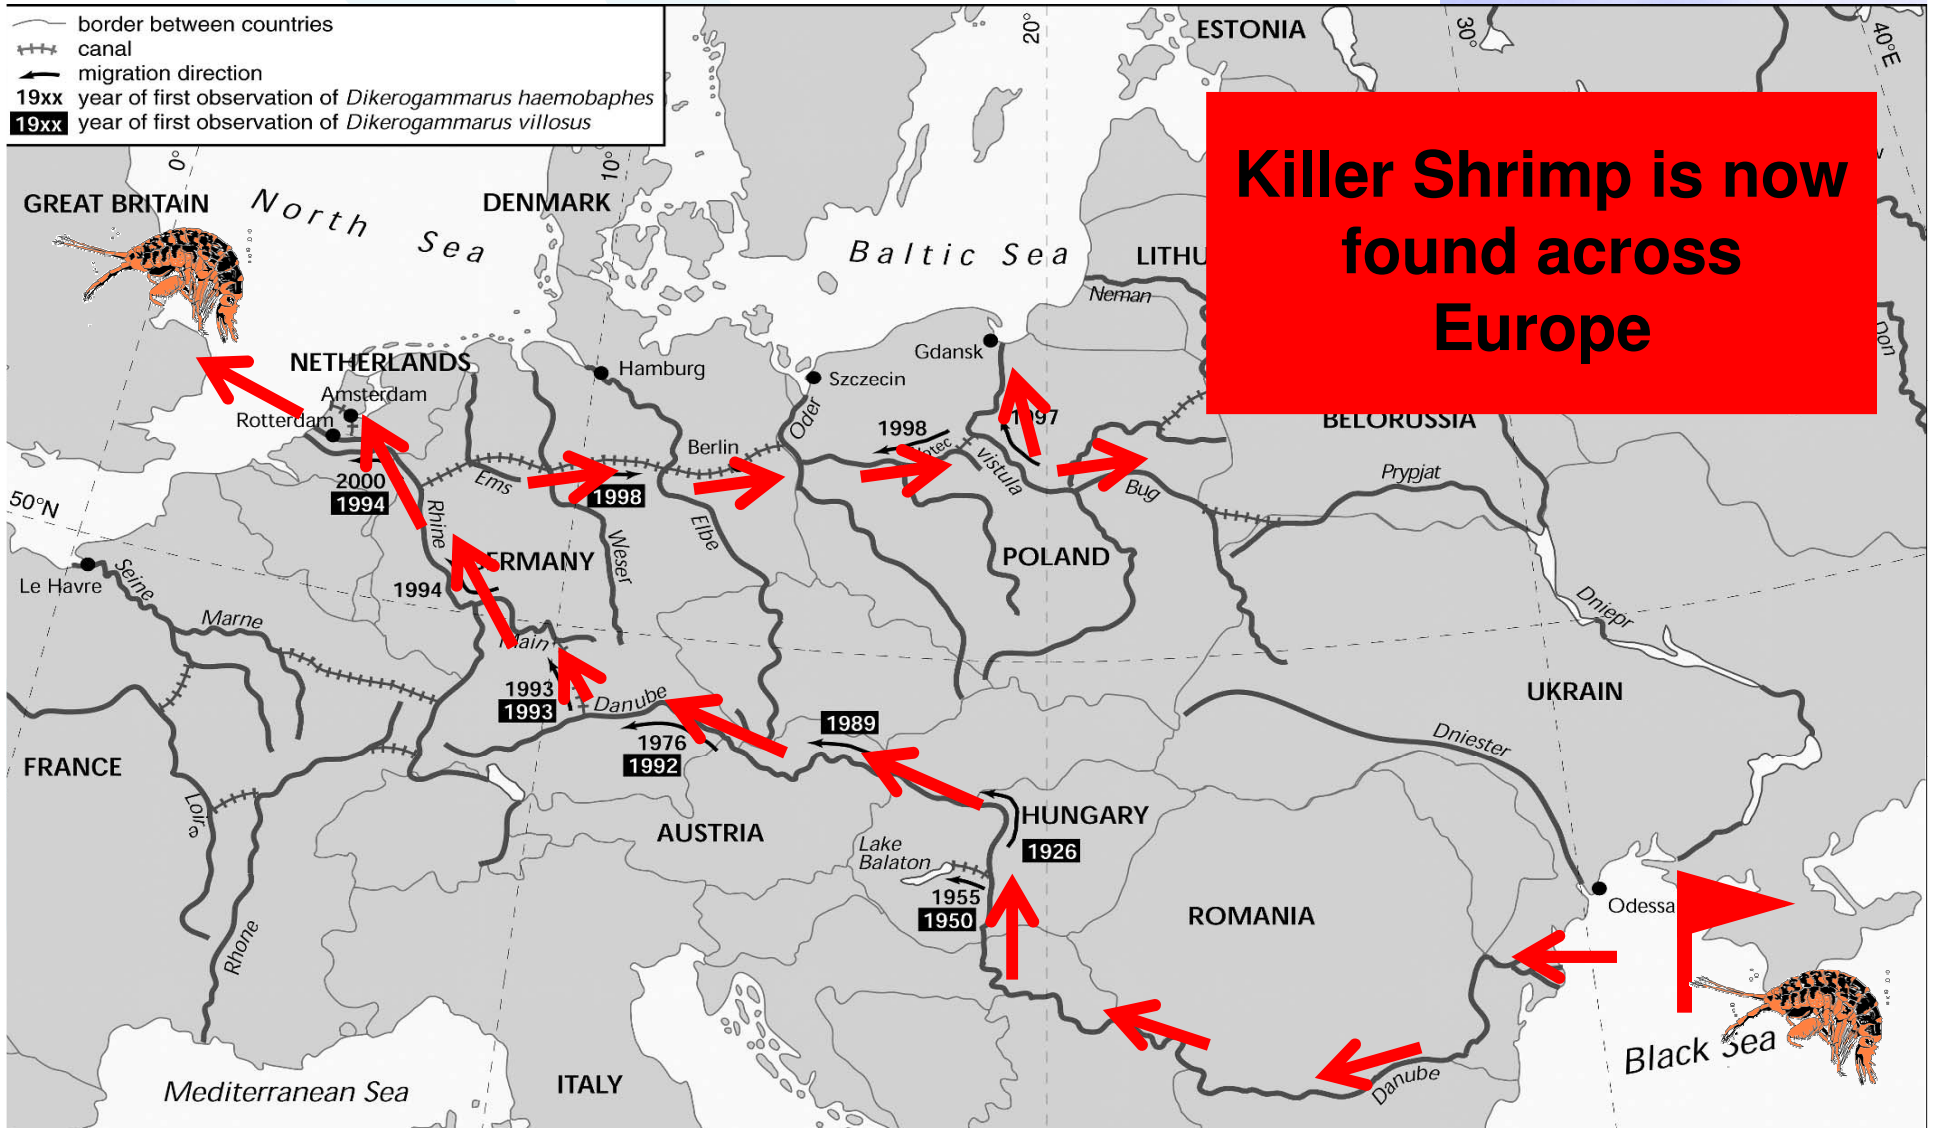 border between countries
canal
migration direction
19xx year of first observation of Dikerogammarus haemobaphes
19xx year of first observation of Dikerogammarus villosus
0°
10°
20°
30°
40°E
50°N
ESTONIA
Killer Shrimp is now
found across
Europe
GREAT BRITAIN
North Sea
DENMARK
Baltic Sea
LITHU
Neman
Don
NETHERLANDS
Amsterdam
Rotterdam
Hamburg
Szczecin
Gdansk
Oder
Berlin
1998
1997
BELORUSSIA
2000
1994
Ems
1998
Vistula
Bug
Prypjat
Rhine
Weser
Elbe
POLAND
GERMANY
1994
Le Havre
Seine
Marne
Main
Dniepr
1993
1993
Danube
1976
1992
1989
UKRAIN
Dniester
FRANCE
Loire
AUSTRIA
HUNGARY
1926
Lake
Balaton
1955
1950
ROMANIA
Odessa
Rhone
Black Sea
Danube
Mediterranean Sea
ITALY